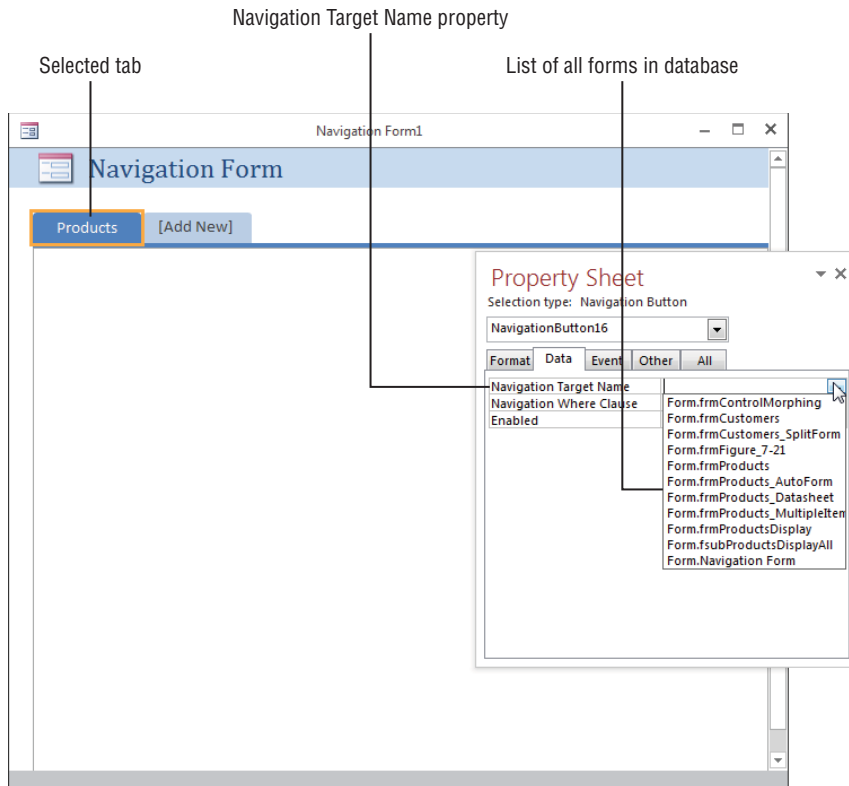 Navigation Target Name property
Selected tab
List of all forms in database
Navigation Form1
Navigation Form
Products
[Add New]
Property Sheet
Selection type: Navigation Button
NavigationButton16
Format Data Event Other All
Navigation Target Name
Navigation Where Clause
Enabled
Form.frmControlMorphing
Form.frmCustomers
Form.frmCustomers_SplitForm
Form.frmFigure_7-21
Form.frmProducts
Form.frmProducts_AutoForm
Form.frmProducts_Datasheet
Form.frmProducts_MultipleItem
Form.frmProductsDisplay
Form.fsubProductsDisplayAll
Form.Navigation Form